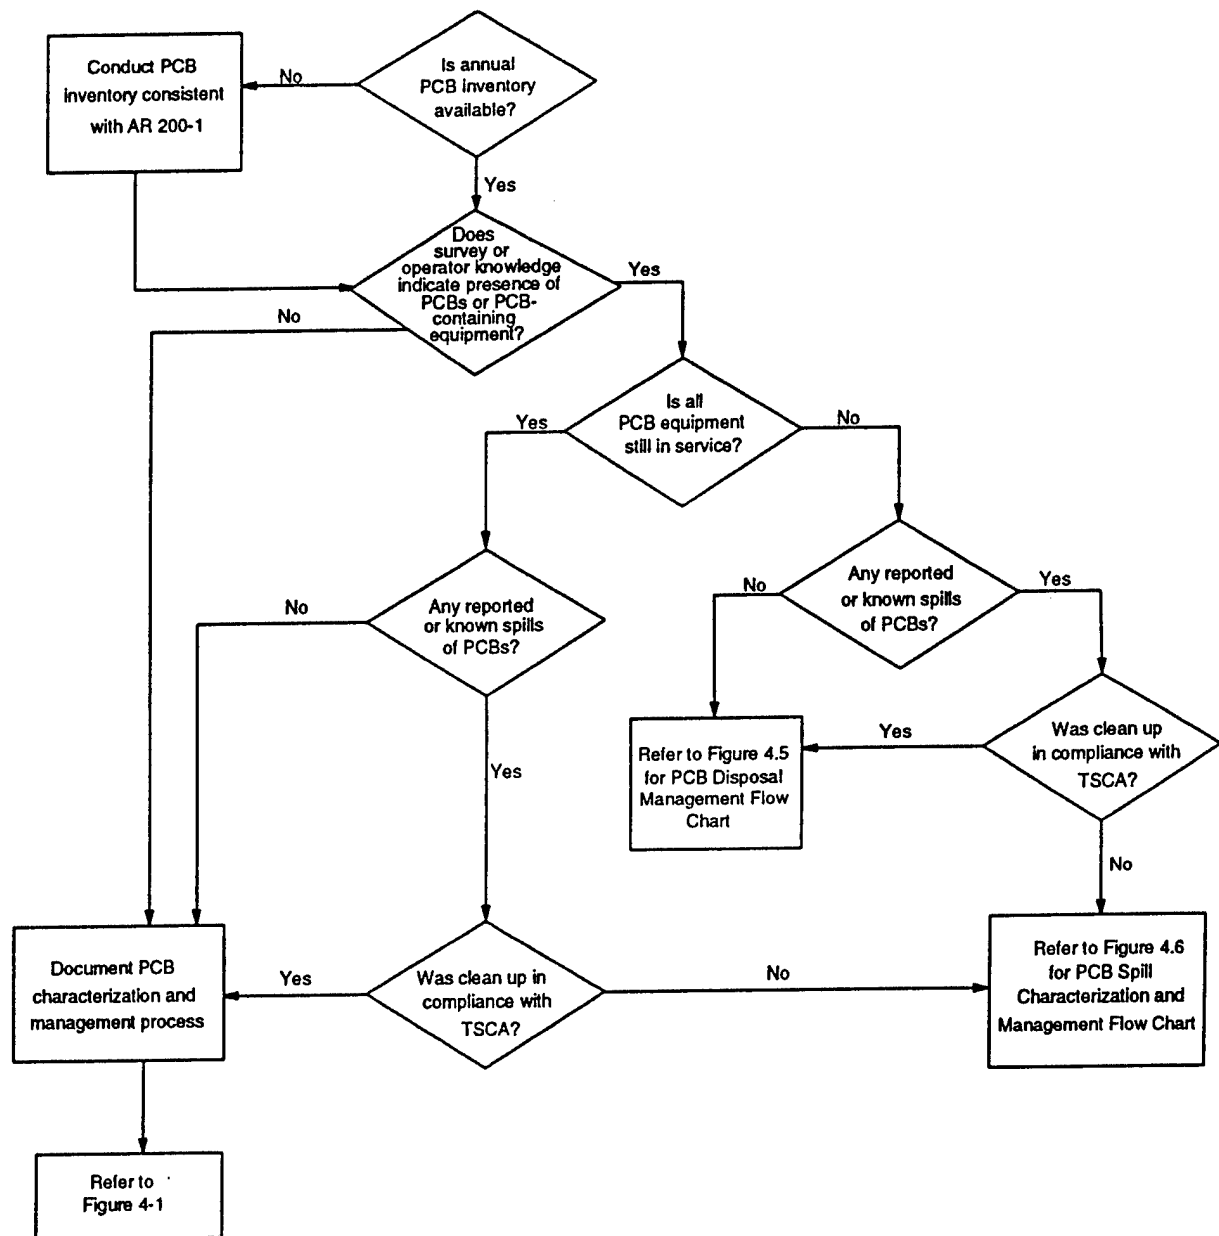 Conduct PCB
inventory consistent
with AR 200-1
No
Is annual
PCB inventory
available?
Yes
Does
survey or
operator knowledge
indicate presence of
PCBs or PCB-
containing
equipment?
Yes
No
Is all
PCB equipment
still in service?
Yes
No
Any reported
or known spills
of PCBs?
No
Yes
Any reported
or known spills
of PCBs?
No
Yes
Was clean up
in compliance with
TSCA?
Yes
No
Refer to Figure 4.5
for PCB Disposal
Management Flow
Chart
Yes
Document PCB
characterization and
management process
Yes
Was clean up in
compliance with
TSCA?
No
Refer to Figure 4.6
for PCB Spill
Characterization and
Management Flow Chart
Refer to
Figure 4-1